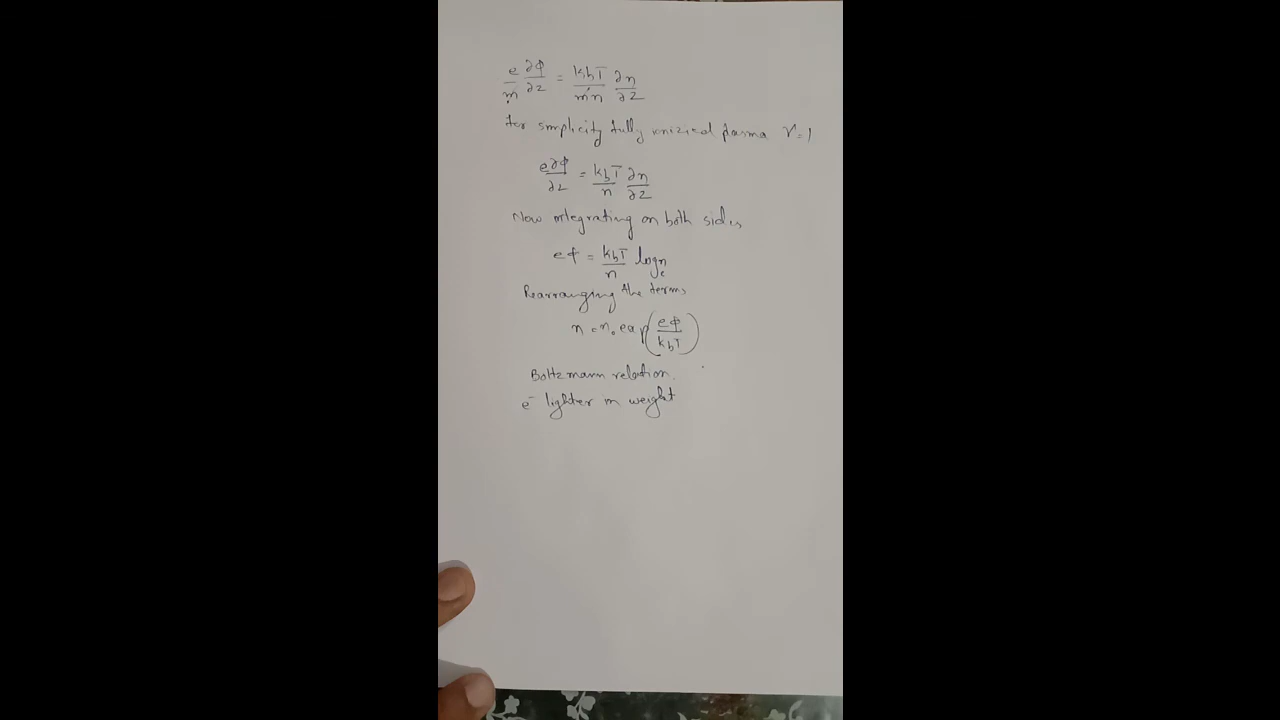 e/m ∂Φ/∂z = kbT/mn ∂n/∂z
for simplicity fully ionized plasma γ=1
e∂Φ/∂z = kbT/n ∂n/∂z
Now integrating on both sides
eΦ = kbT/n log n
Rearranging the terms
n = n₀ exp(eΦ/kbT)
Boltzmann relation.
e⁻ lighter in weight